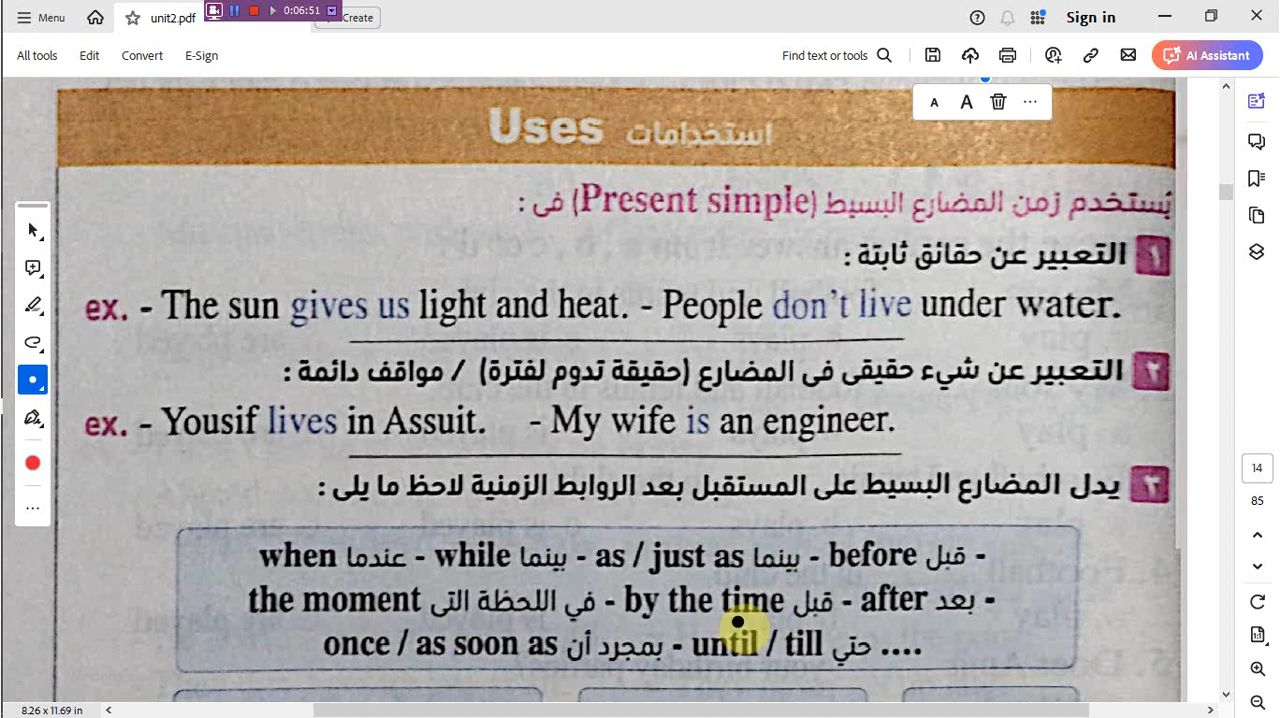 Menu unit2.pdf 0:06:51 Create Sign in
All tools Edit Convert E-Sign Find text or tools AI Assistant
A A
Uses استخدامات
يُستخدم زمن المضارع البسيط (Present simple) فى :
١ التعبير عن حقائق ثابتة :
ex. - The sun gives us light and heat. - People don't live under water.
٢ التعبير عن شيء حقيقى فى المضارع (حقيقة تدوم لفترة) / مواقف دائمة :
ex. - Yousif lives in Assuit. - My wife is an engineer.
٣ يدل المضارع البسيط على المستقبل بعد الروابط الزمنية لاحظ ما يلى :
when عندما - while بينما - as / just as بينما - before قبل -
the moment في اللحظة التى - by the time قبل - after بعد -
once / as soon as بمجرد أن - until / till حتي ....
14
85
8.26 x 11.69 in